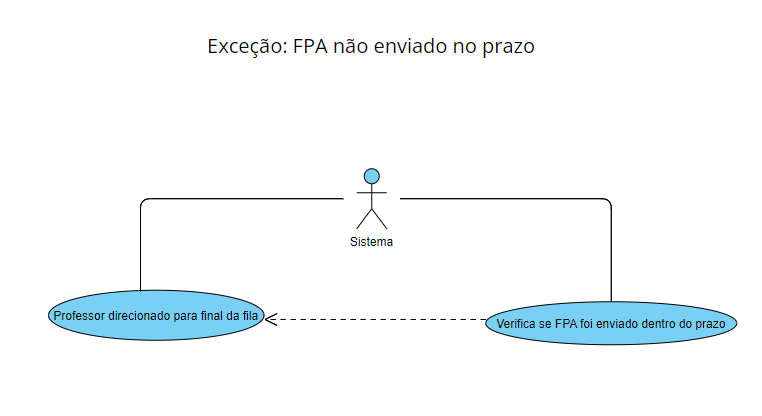 Exceção: FPA não enviado no prazo
Sistema
Professor direcionado para final da fila
Verifica se FPA foi enviado dentro do prazo